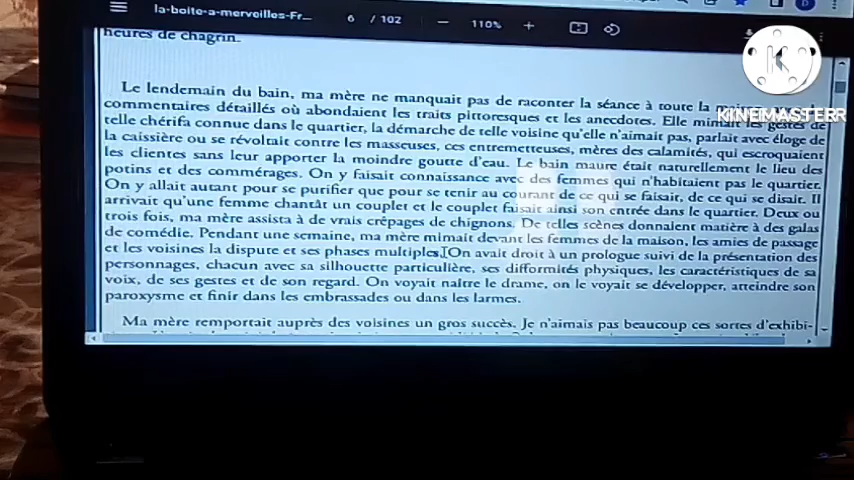 la-boite-a-merveilles-Fr...
6 / 102
110%
heures de chagrin.
Le lendemain du bain, ma mère ne manquait pas de raconter la séance à toute la
commentaires détaillés où abondaient les traits pittoresques et les anecdotes. Elle mimait les gestes de
telle chérifa connue dans le quartier, la démarche de telle voisine qu'elle n'aimait pas, parlait avec éloge de
la caissière ou se révoltait contre les masseuses, ces entremetteuses, mères des calamités, qui escroquaient
les clientes sans leur apporter la moindre goutte d'eau. Le bain maure était naturellement le lieu des
potins et des commérages. On y faisait connaissance avec des femmes qui n'habitaient pas le quartier.
On y allait autant pour se purifier que pour se tenir au courant de ce qui se faisait, de ce qui se disait. Il
arrivait qu'une femme chantât un couplet et le couplet faisait ainsi son entrée dans le quartier. Deux ou
trois fois, ma mère assista à de vrais crêpages de chignons. De telles scènes donnaient matière à des galas
de comédie. Pendant une semaine, ma mère mimait devant les femmes de la maison, les amies de passage
et les voisines la dispute et ses phases multiples. On avait droit à un prologue suivi de la présentation des
personnages, chacun avec sa silhouette particulière, ses difformités physiques, les caractéristiques de sa
voix, de ses gestes et de son regard. On voyait naître le drame, on le voyait se développer, atteindre son
paroxysme et finir dans les embrassades ou dans les larmes.
Ma mère remportait auprès des voisines un gros succès. Je n'aimais pas beaucoup ces sortes d'exhibi-
KINEMASTER